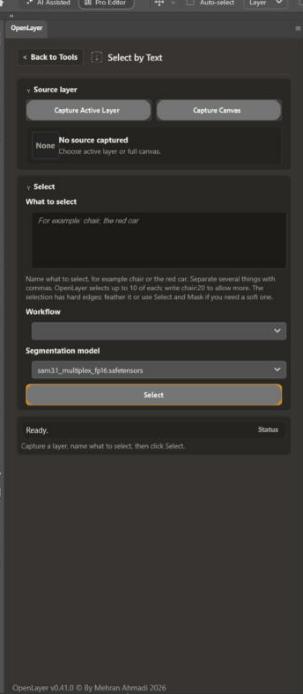 AI Assisted
Pro Editor
Auto-select
Layer
OpenLayer
< Back to Tools
Select by Text
Source layer
Capture Active Layer
Capture Canvas
None
No source captured
Choose active layer or full canvas.
Select
What to select
For example: chair, the red car
Name what to select, for example chair or the red car. Separate several things with
commas. OpenLayer selects up to 10 of each; write chair:20 to allow more. The
selection has hard edges: feather it or use Select and Mask if you need a soft one.
Workflow
Segmentation model
sam3.1_multiplex_fp16.safetensors
Select
Ready.
Status
Capture a layer, name what to select, then click Select.
OpenLayer v0.41.0 © By Mehran Ahmadi 2026